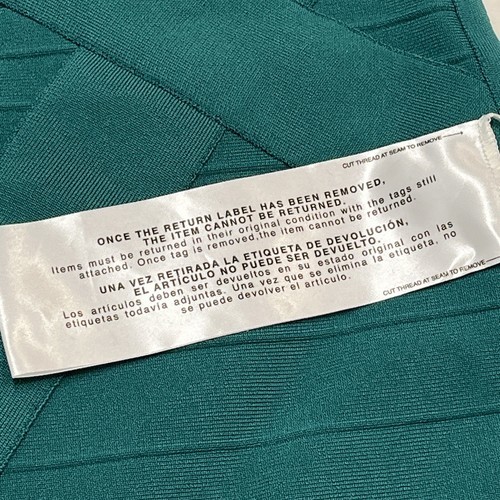 CUT THREAD AT SEAM TO REMOVE
ONCE THE RETURN LABEL HAS BEEN REMOVED,
THE ITEM CANNOT BE RETURNED.
Items must be returned in their original condition with the tags still
attached. Once tag is removed.the item cannot be returned.
UNA VEZ RETIRADA LA ETIQUETA DE DEVOLUCIÓN,
EL ARTÍCULO NO PUEDE SER DEVUELTO.
Los artículos deben ser devueltos en su estado original con las
etiquetas todavía adjuntas. Una vez que se elimina la etiqueta, no
se puede devolver el artículo.
CUT THREAD AT SEAM TO REMOVE